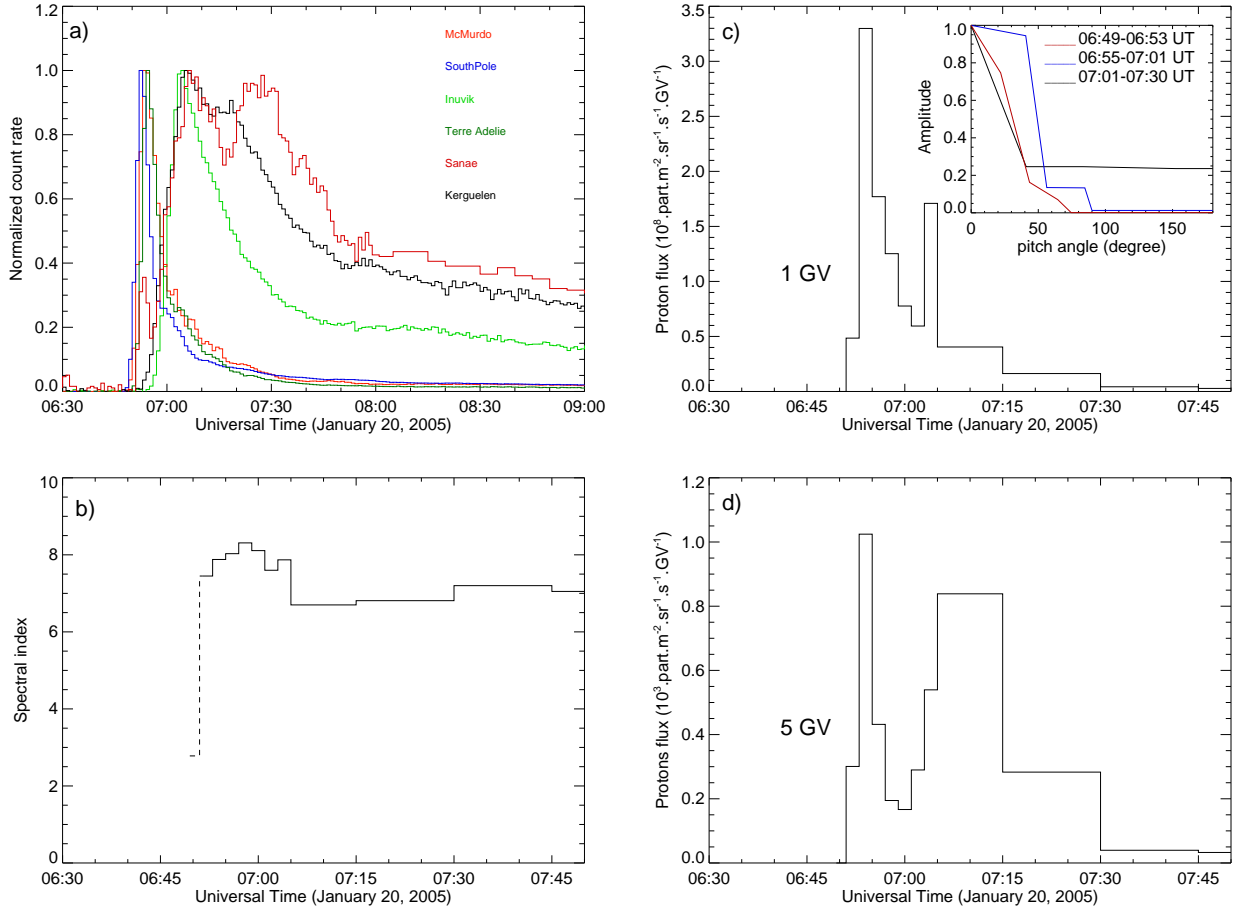 a)
McMurdo
SouthPole
Inuvik
Terre Adelie
Sanae
Kerguelen
Normalized count rate
1.0
0.8
0.6
0.4
0.2
0.0
06:30 07:00 07:30 08:00 08:30 09:00
Universal Time (January 20, 2005)
c)
Proton flux (10⁸.part.m⁻².sr⁻¹.s⁻¹.GV⁻¹)
3.5
3.0
2.5
2.0
1.5
1.0
0.5
0.0
1 GV
06:30 06:45 07:00 07:15 07:30 07:45
Universal Time (January 20, 2005)
Amplitude
1.0
0.8
0.6
0.4
0.2
0.0
06:49-06:53 UT
06:55-07:01 UT
07:01-07:30 UT
0 50 100 150
pitch angle (degree)
b)
Spectral index
10
8
6
4
2
0
06:30 06:45 07:00 07:15 07:30 07:45
Universal Time (January 20, 2005)
d)
Protons flux (10³.part.m⁻².sr⁻¹.s⁻¹.GV⁻¹)
1.2
1.0
0.8
0.6
0.4
0.2
0.0
5 GV
06:30 06:45 07:00 07:15 07:30 07:45
Universal Time (January 20, 2005)